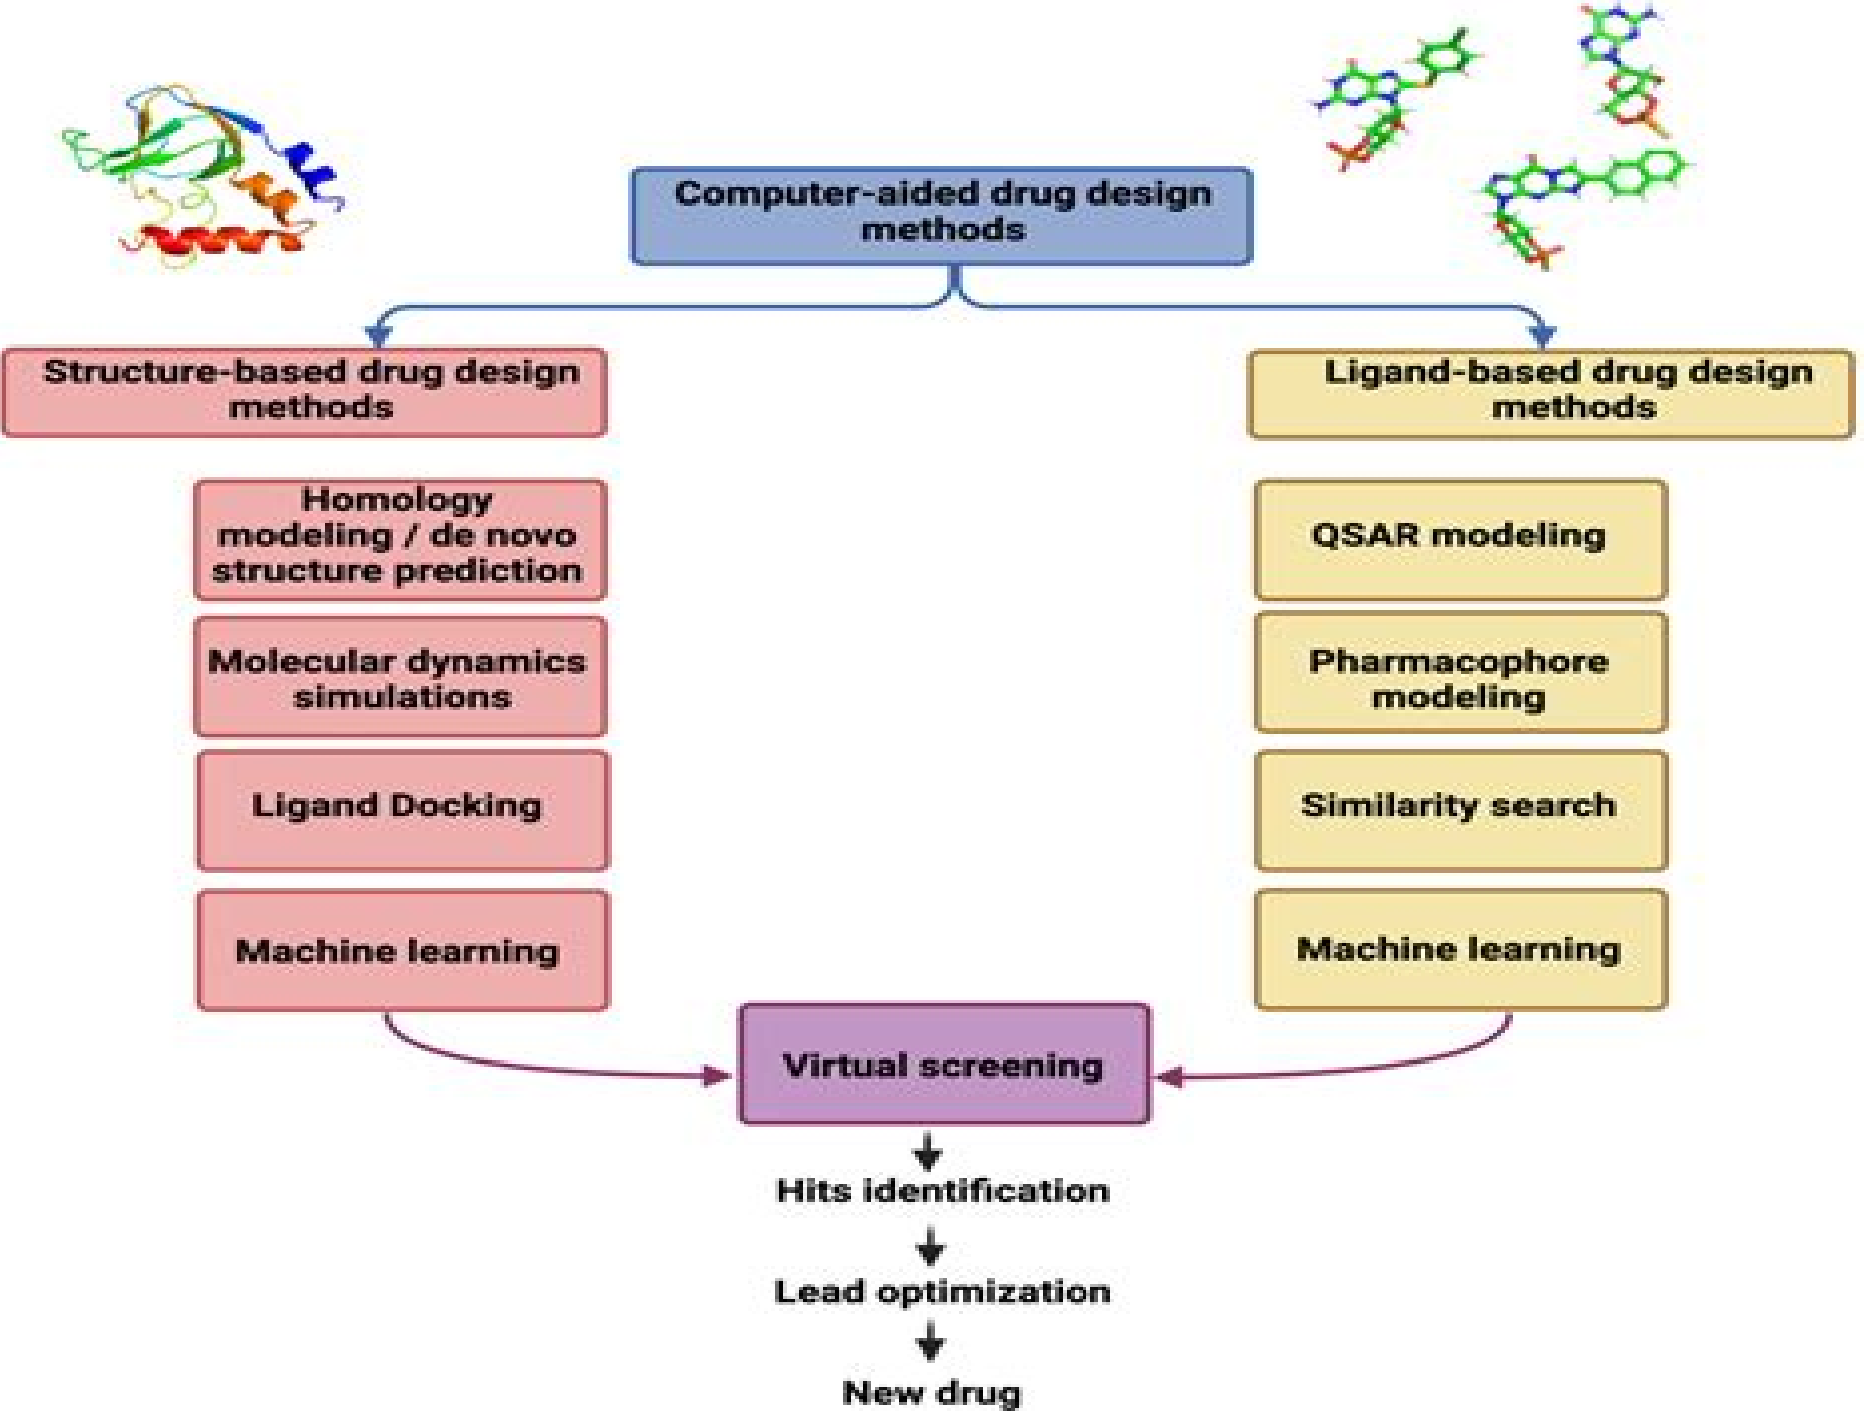 Computer-aided drug design
methods
Structure-based drug design
methods
Ligand-based drug design
methods
Homology
modeling / de novo
structure prediction
Molecular dynamics
simulations
Ligand Docking
Machine learning
QSAR modeling
Pharmacophore
modeling
Similarity search
Machine learning
Virtual screening
Hits identification
Lead optimization
New drug